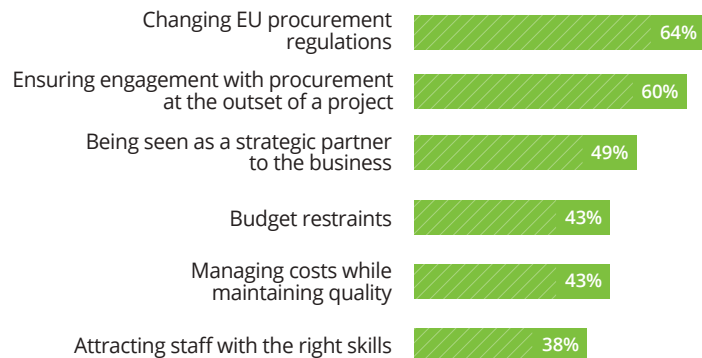 Changing EU procurement
regulations
64%
Ensuring engagement with procurement
at the outset of a project
60%
Being seen as a strategic partner
to the business
49%
Budget restraints
43%
Managing costs while
maintaining quality
43%
Attracting staff with the right skills
38%